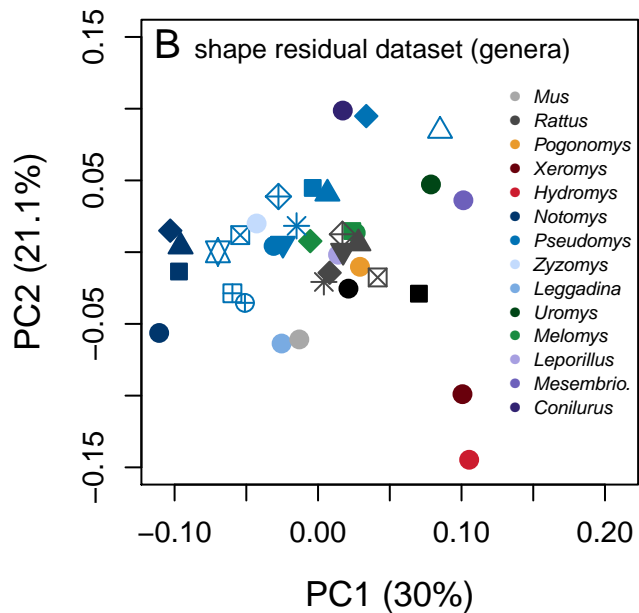 B shape residual dataset (genera)
PC2 (21.1%)
0.15
0.05
−0.05
−0.15
Mus
Rattus
Pogonomys
Xeromys
Hydromys
Notomys
Pseudomys
Zyzomys
Leggadina
Uromys
Melomys
Leporillus
Mesembrio.
Conilurus
−0.10
0.00
0.10
0.20
PC1 (30%)